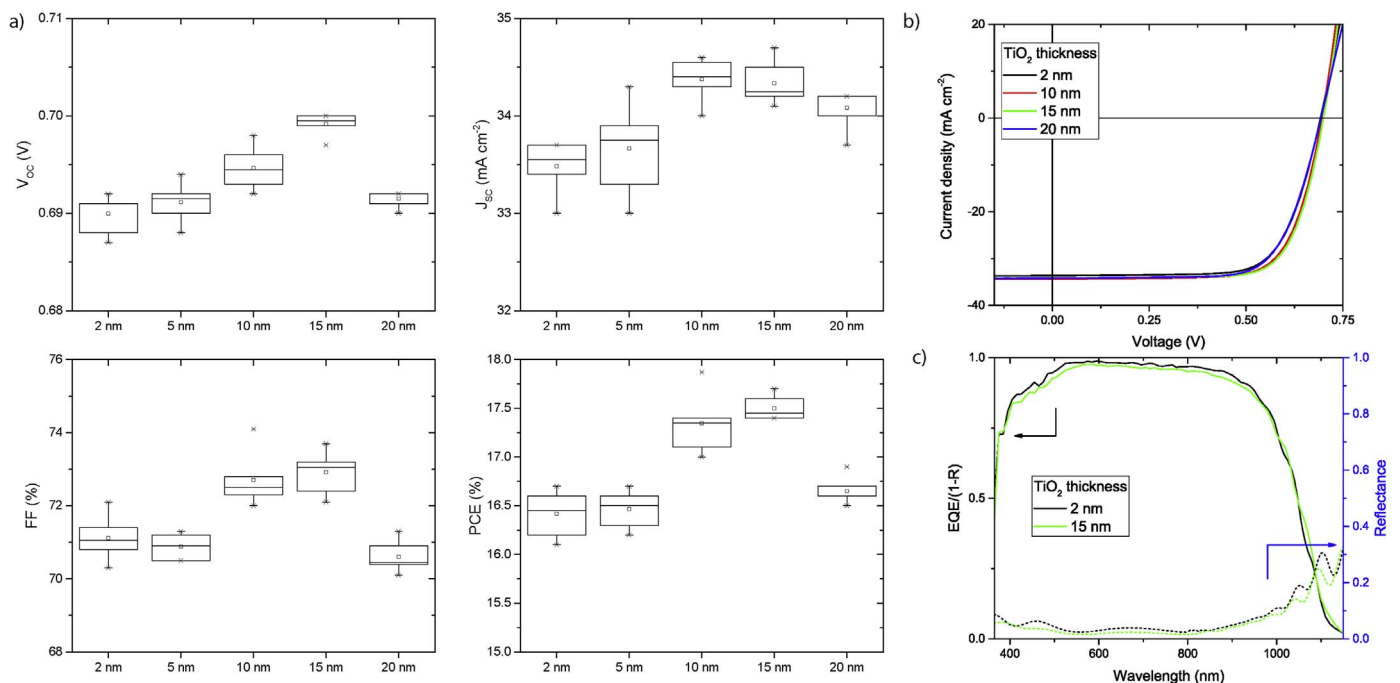 a)
0.71
0.70
0.69
0.68
V_OC (V)
2 nm 5 nm 10 nm 15 nm 20 nm
35
34
33
32
J_SC (mA cm⁻²)
2 nm 5 nm 10 nm 15 nm 20 nm
76
74
72
70
68
FF (%)
2 nm 5 nm 10 nm 15 nm 20 nm
18.0
17.5
17.0
16.5
16.0
15.5
15.0
PCE (%)
2 nm 5 nm 10 nm 15 nm 20 nm
b)
40
20
0
-20
-40
Current density (mA cm⁻²)
TiO₂ thickness
2 nm
10 nm
15 nm
20 nm
0.00 0.25 0.50 0.75
Voltage (V)
c)
1.0
0.5
0.0
EQE/(1-R)
TiO₂ thickness
2 nm
15 nm
1.0
0.8
0.6
0.4
0.2
0.0
Reflectance
400 600 800 1000
Wavelength (nm)